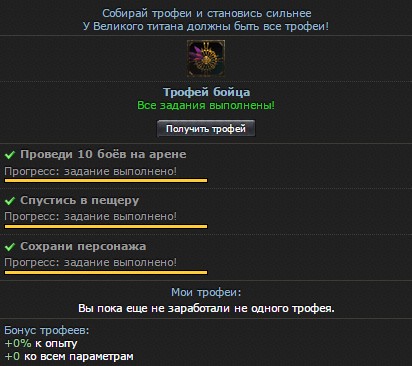 Собирай трофеи и становись сильнее
У Великого титана должны быть все трофеи!
Трофей бойца
Все задания выполнены!
Получить трофей
Проведи 10 боёв на арене
Прогресс: задание выполнено!
Спустись в пещеру
Прогресс: задание выполнено!
Сохрани персонажа
Прогресс: задание выполнено!
Мои трофеи:
Вы пока еще не заработали не одного трофея.
Бонус трофеев:
+0% к опыту
+0 ко всем параметрам